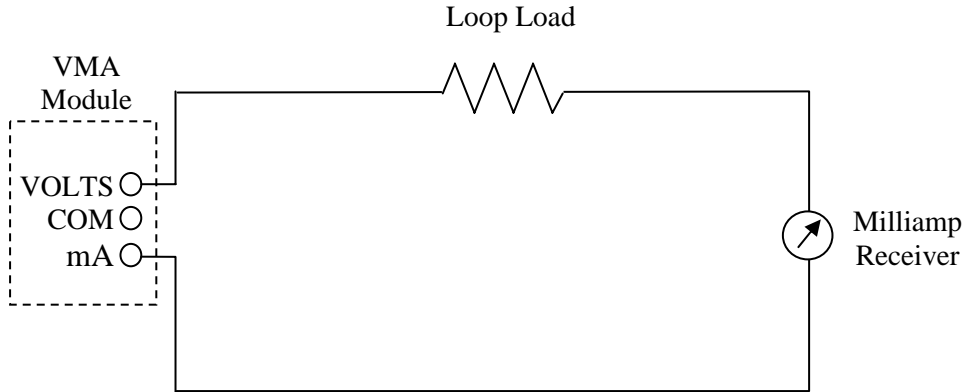 Loop Load
VMA
Module
VOLTS
COM
mA
Milliamp
Receiver